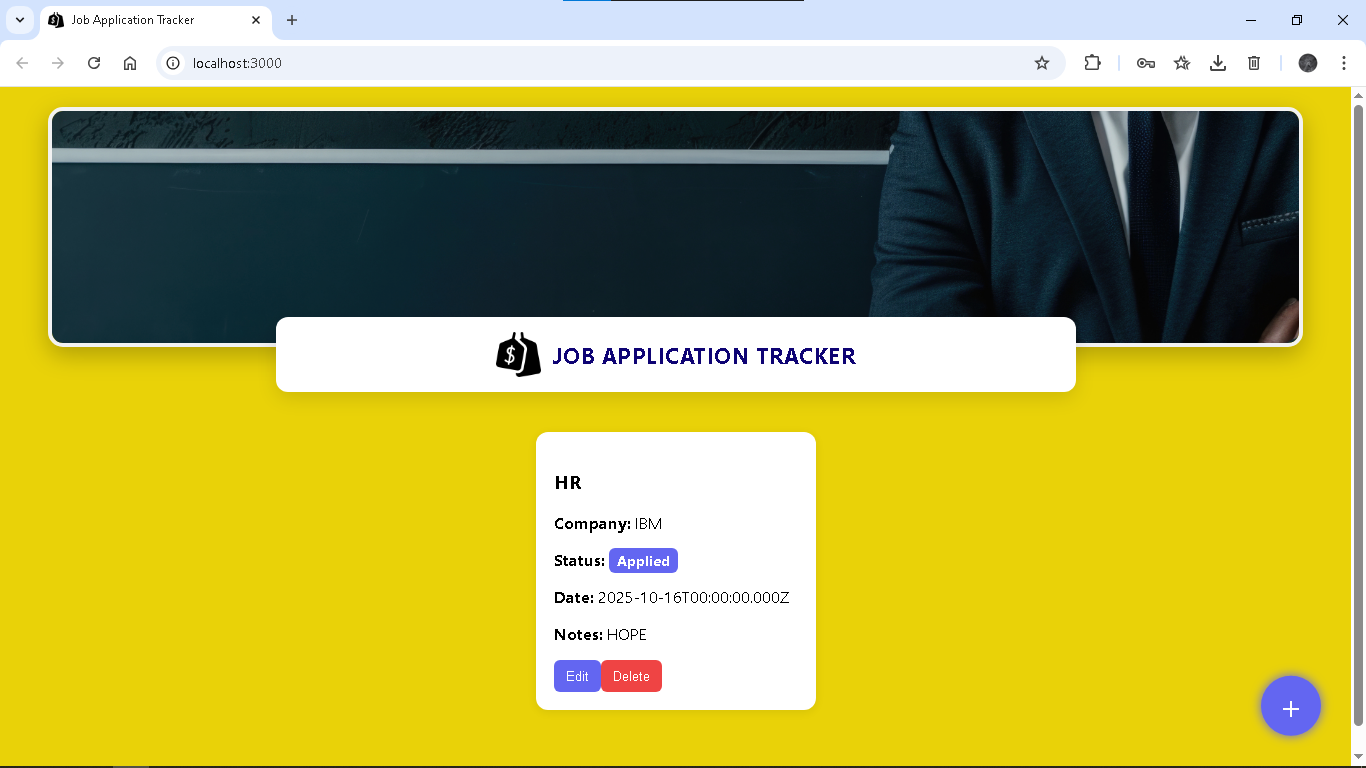 Job Application Tracker
localhost:3000
$
JOB APPLICATION TRACKER
HR
Company: IBM
Status: Applied
Date: 2025-10-16T00:00:00.000Z
Notes: HOPE
Edit Delete
+